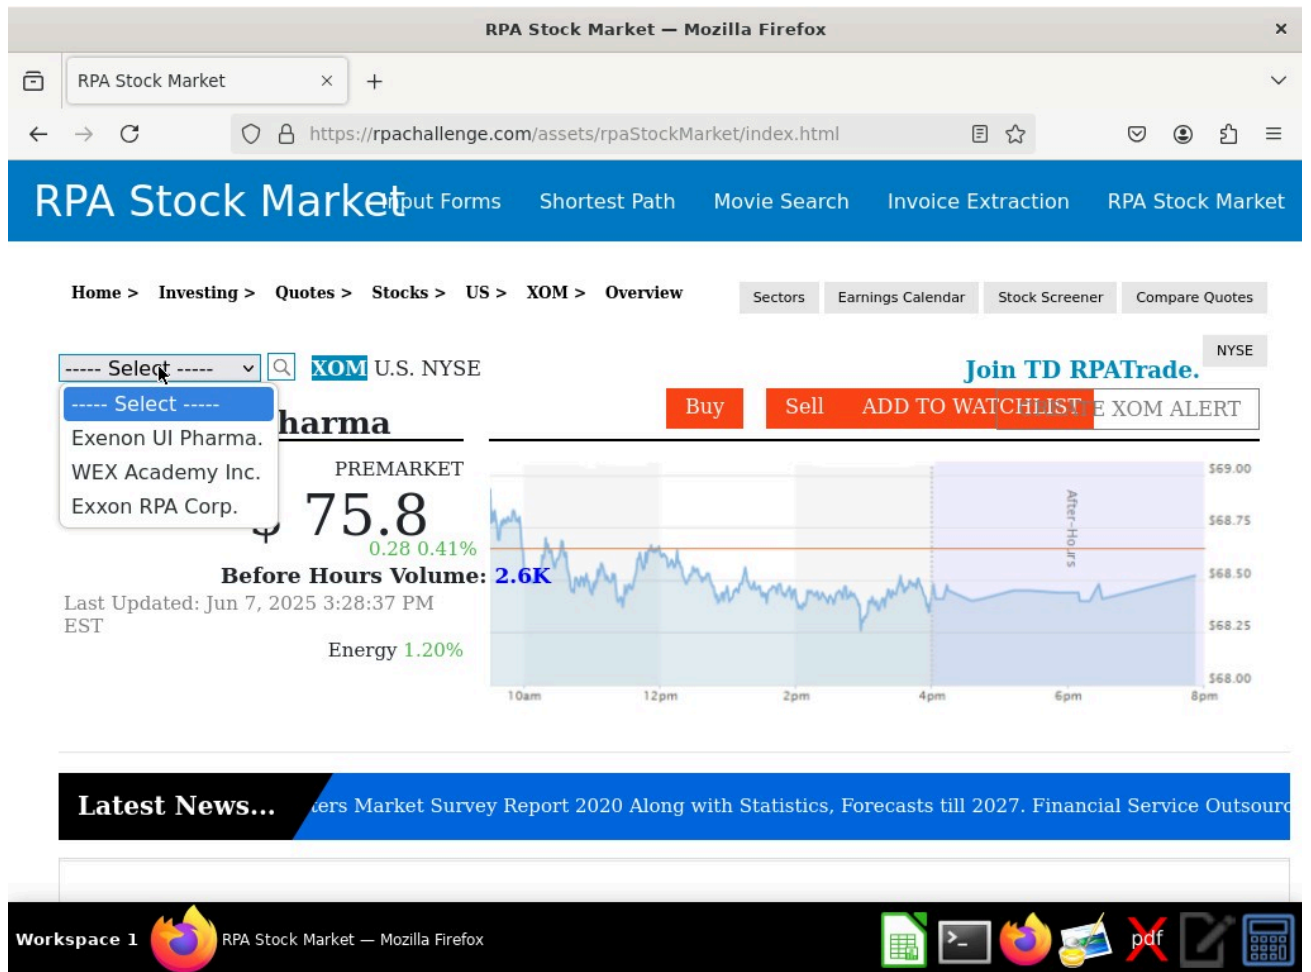 RPA Stock Market — Mozilla Firefox
RPA Stock Market
https://rpachallenge.com/assets/rpaStockMarket/index.html
RPA Stock Market
Input Forms Shortest Path Movie Search Invoice Extraction RPA Stock Market
Home > Investing > Quotes > Stocks > US > XOM > Overview
Sectors Earnings Calendar Stock Screener Compare Quotes
NYSE
----- Select ----- XOM U.S. NYSE
Join TD RPATrade.
----- Select -----
Exenon UI Pharma.
WEX Academy Inc.
Exxon RPA Corp.
Pharma
Buy Sell ADD TO WATCHLIST CREATE XOM ALERT
PREMARKET
$ 75.8
0.28 0.41%
Before Hours Volume: 2.6K
Last Updated: Jun 7, 2025 3:28:37 PM
EST
Energy 1.20%
After-Hours
$69.00
$68.75
$68.50
$68.25
$68.00
10am 12pm 2pm 4pm 6pm 8pm
Latest News... ters Market Survey Report 2020 Along with Statistics, Forecasts till 2027. Financial Service Outsourc
Workspace 1 RPA Stock Market — Mozilla Firefox
pdf